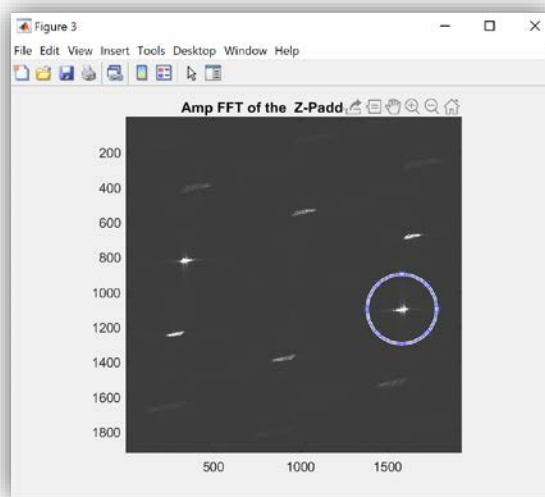 Figure 3
File Edit View Insert Tools Desktop Window Help
Amp FFT of the Z-Padd
200
400
600
800
1000
1200
1400
1600
1800
500 1000 1500